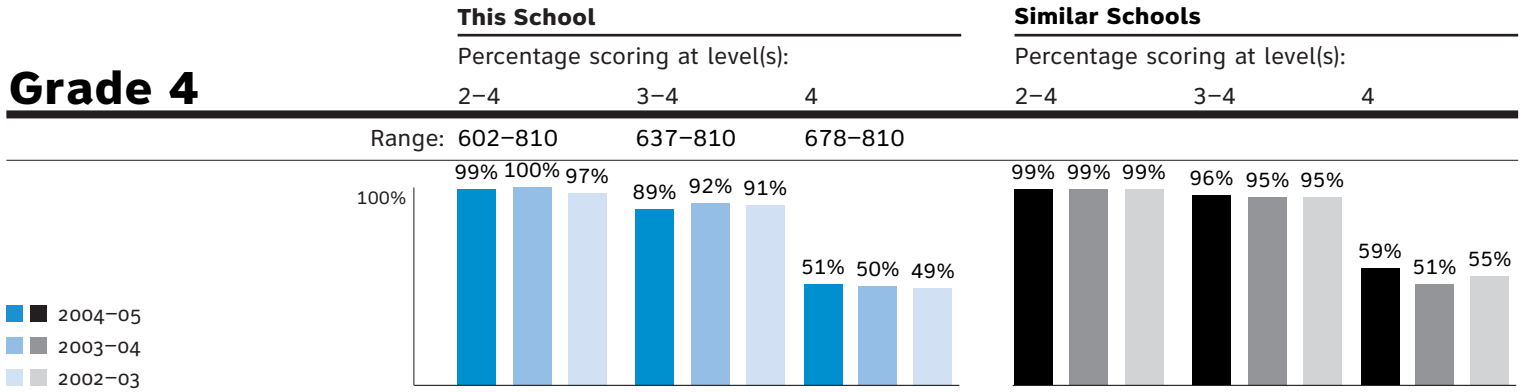 This School Similar Schools
Percentage scoring at level(s): Percentage scoring at level(s):
Grade 4 2–4 3–4 4 2–4 3–4 4
Range: 602–810 637–810 678–810
99% 100% 97% 89% 92% 91% 51% 50% 49% 99% 99% 99% 96% 95% 95% 59% 51% 55%
100%
2004–05
2003–04
2002–03